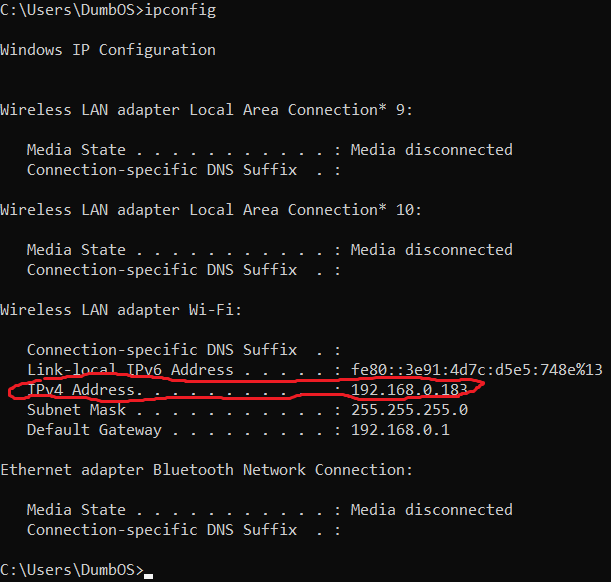 C:\Users\DumbOS>ipconfig
Windows IP Configuration
Wireless LAN adapter Local Area Connection* 9:
Media State . . . . . . . . . . . : Media disconnected
Connection-specific DNS Suffix  . :
Wireless LAN adapter Local Area Connection* 10:
Media State . . . . . . . . . . . : Media disconnected
Connection-specific DNS Suffix  . :
Wireless LAN adapter Wi-Fi:
Connection-specific DNS Suffix  . :
Link-local IPv6 Address . . . . . : fe80::3e91:4d7c:d5e5:748e%13
IPv4 Address. . . . . . . . . . . : 192.168.0.183
Subnet Mask . . . . . . . . . . . : 255.255.255.0
Default Gateway . . . . . . . . . : 192.168.0.1
Ethernet adapter Bluetooth Network Connection:
Media State . . . . . . . . . . . : Media disconnected
Connection-specific DNS Suffix  . :
C:\Users\DumbOS>